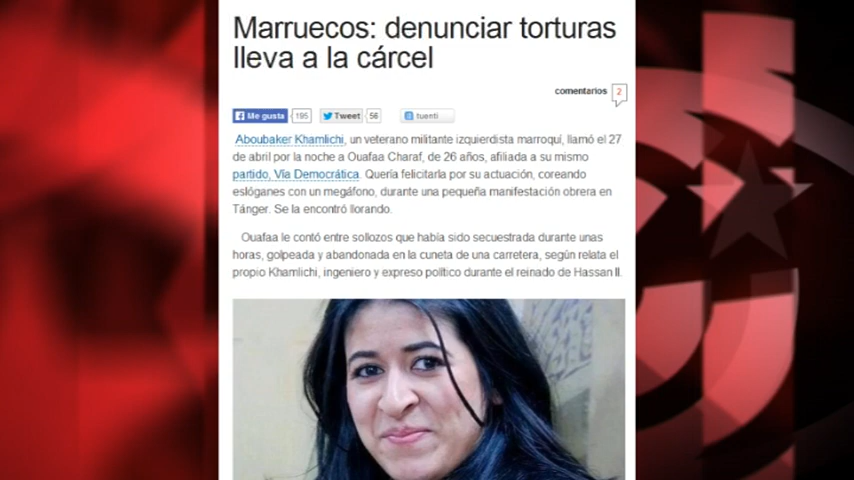 Marruecos: denunciar torturas
lleva a la cárcel
comentarios 2
Me gusta 195 Tweet 56 tuenti
Aboubaker Khamlichi, un veterano militante izquierdista marroquí, llamó el 27
de abril por la noche a Ouafaa Charaf, de 26 años, afiliada a su mismo
partido, Vía Democrática. Quería felicitarla por su actuación, coreando
eslóganes con un megáfono, durante una pequeña manifestación obrera en
Tánger. Se la encontró llorando.
Ouafaa le contó entre sollozos que había sido secuestrada durante unas
horas, golpeada y abandonada en la cuneta de una carretera, según relata el
propio Khamlichi, ingeniero y expreso político durante el reinado de Hassan II.